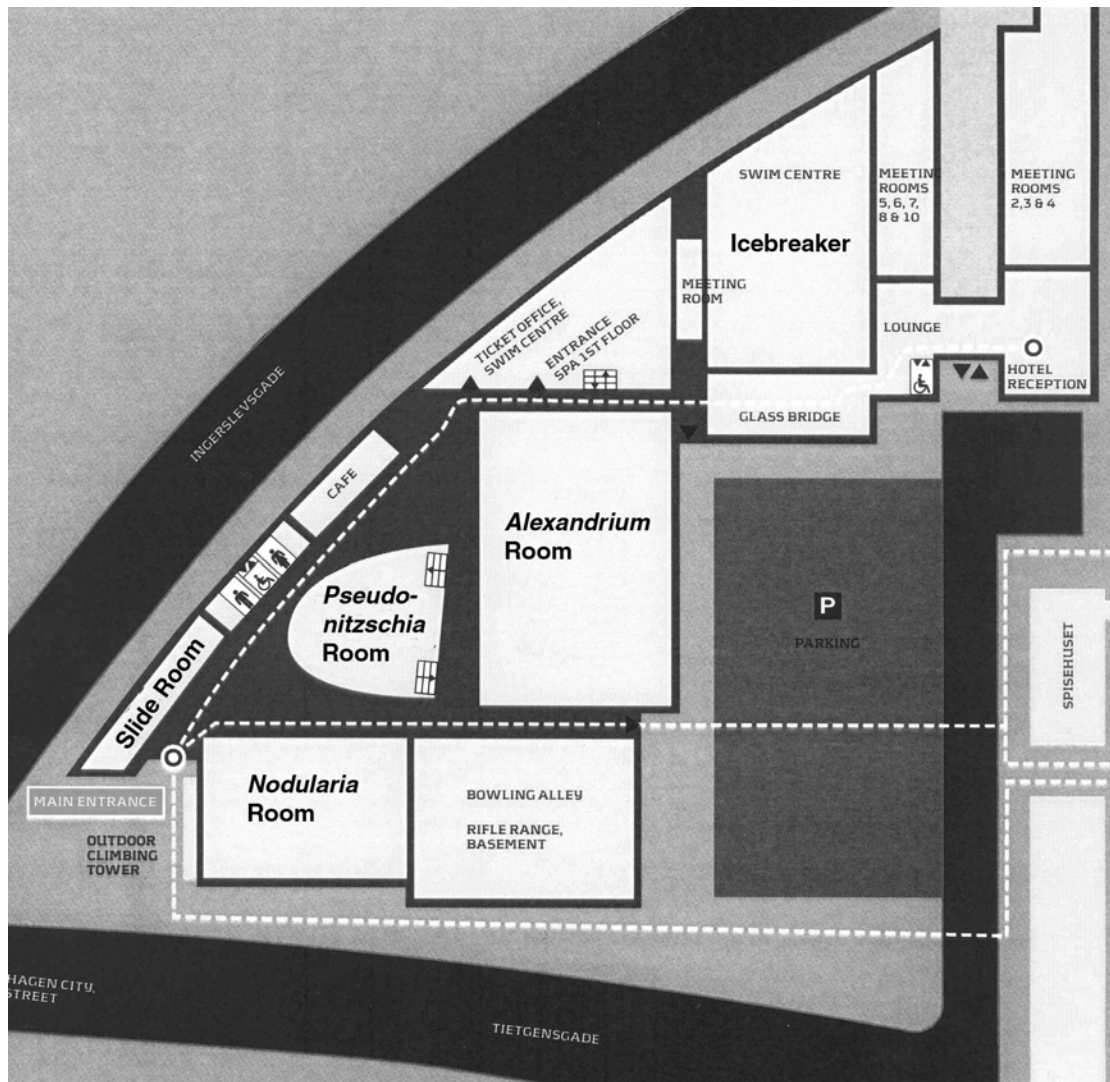 SWIM CENTRE
Icebreaker
MEETING
ROOMS
5, 6, 7,
8 & 10
MEETING
ROOMS
2,3 & 4
MEETING
ROOM
TICKET OFFICE,
SWIM CENTRE
ENTRANCE
SPA 1ST FLOOR
LOUNGE
HOTEL
RECEPTION
GLASS BRIDGE
INGERSLEVSGADE
CAFE
Alexandrium
Room
Pseudo-
nitzschia
Room
P
PARKING
SPISEHUSET
Slide Room
MAIN ENTRANCE
OUTDOOR
CLIMBING
TOWER
Nodularia
Room
BOWLING ALLEY
RIFLE RANGE,
BASEMENT
HAGEN CITY,
STREET
TIETGENSGADE